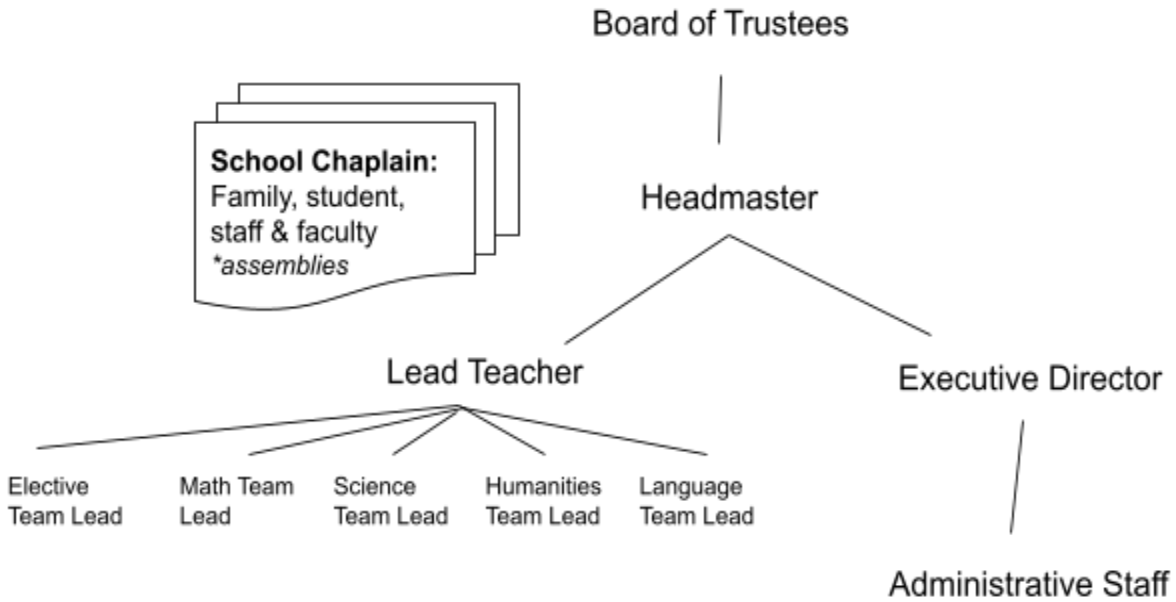 Board of Trustees
School Chaplain:
Family, student,
staff & faculty
*assemblies
Headmaster
Lead Teacher
Executive Director
Elective
Team Lead
Math Team
Lead
Science
Team Lead
Humanities
Team Lead
Language
Team Lead
Administrative Staff